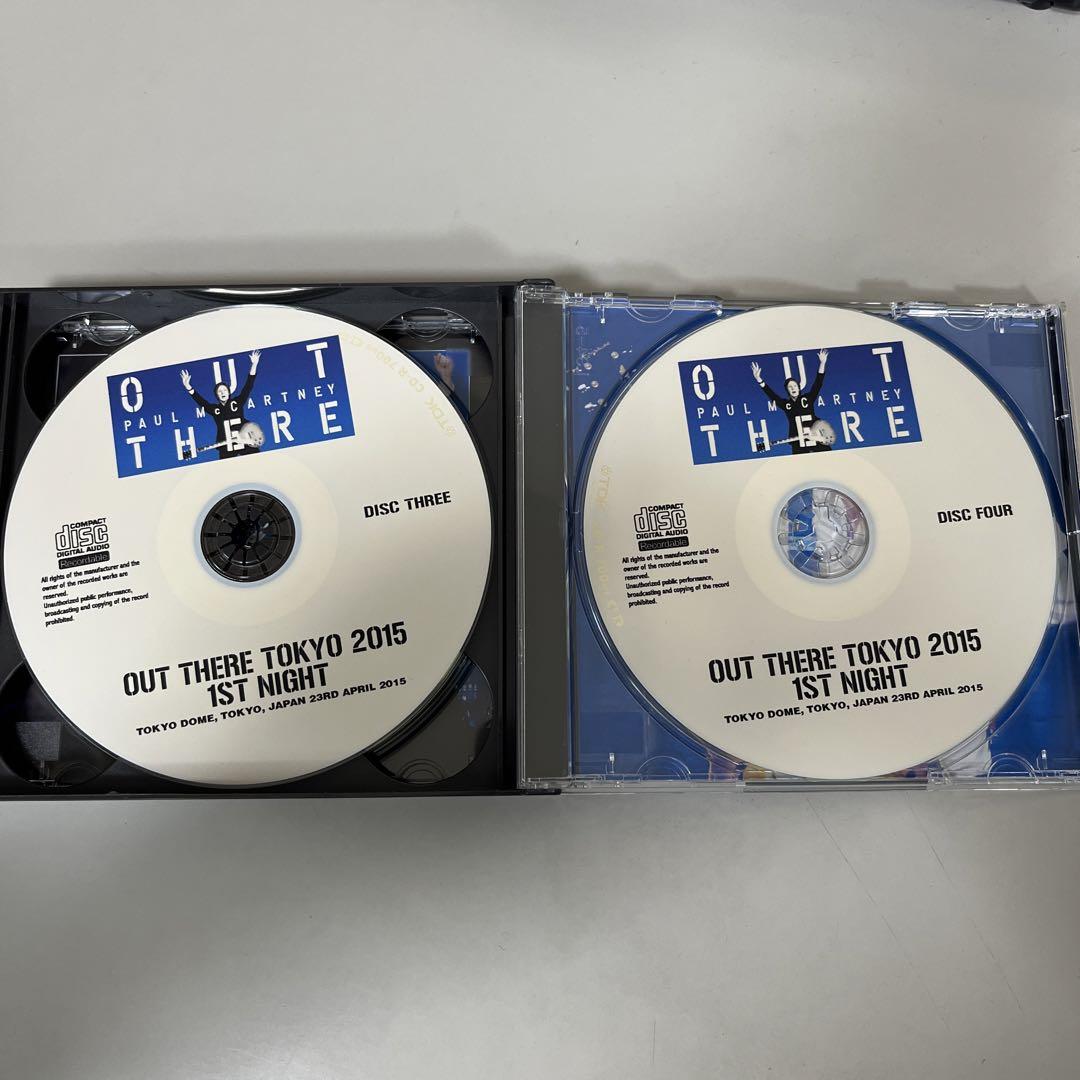 OUT
PAUL McCARTNEY
THERE
DISC THREE
COMPACT
disc
DIGITAL AUDIO
Recordable
All rights of the manufacturer and the
owner of the recorded works are
reserved.
Unauthorized public performance,
broadcasting and copying of the record
prohibited.
OUT THERE TOKYO 2015
1ST NIGHT
TOKYO DOME, TOKYO, JAPAN 23RD APRIL 2015
TDK CD-R 700
OUT
PAUL McCARTNEY
THERE
DISC FOUR
COMPACT
disc
DIGITAL AUDIO
Recordable
All rights of the manufacturer and the
owner of the recorded works are
reserved.
Unauthorized public performance,
broadcasting and copying of the record
prohibited.
OUT THERE TOKYO 2015
1ST NIGHT
TOKYO DOME, TOKYO, JAPAN 23RD APRIL 2015
TDK